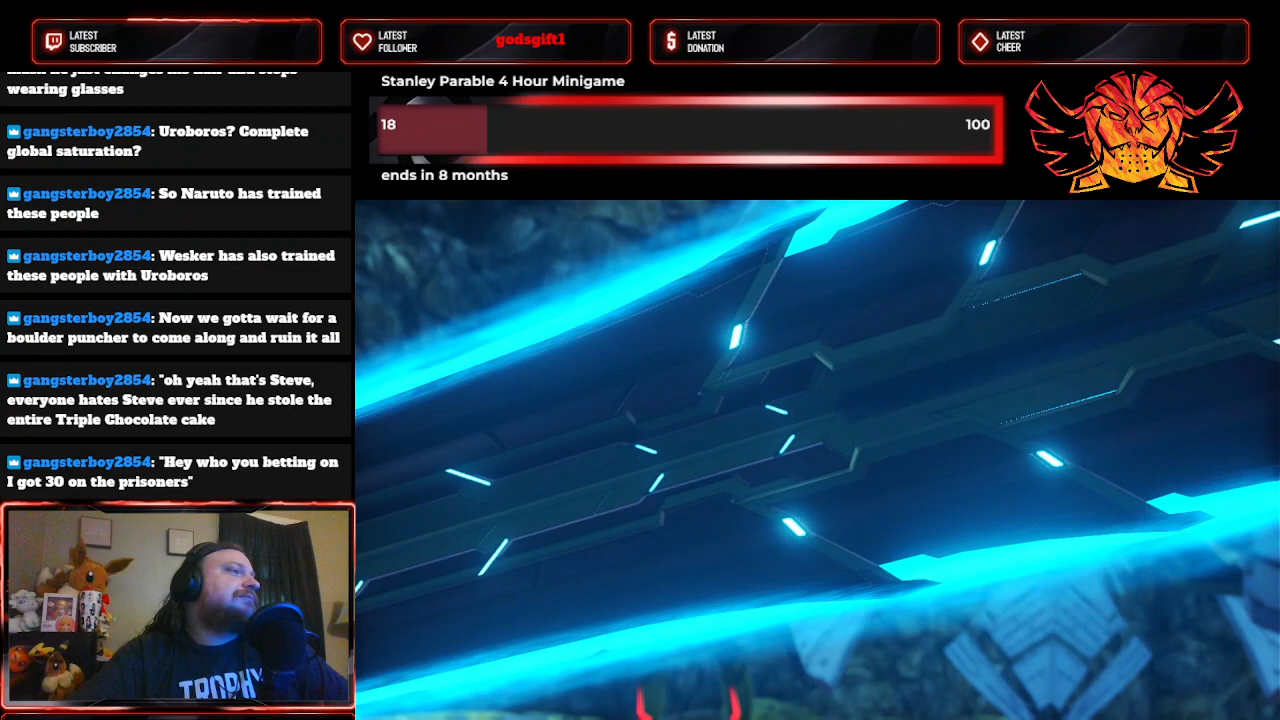 LATEST
SUBSCRIBER
LATEST
FOLLOWER
godsgift1
LATEST
DONATION
LATEST
CHEER
wearing glasses
gangsterboy2854: Uroboros? Complete
global saturation?
gangsterboy2854: So Naruto has trained
these people
gangsterboy2854: Wesker has also trained
these people with Uroboros
gangsterboy2854: Now we gotta wait for a
boulder puncher to come along and ruin it all
gangsterboy2854: "oh yeah that's Steve,
everyone hates Steve ever since he stole the
entire Triple Chocolate cake
gangsterboy2854: "Hey who you betting on
I got 30 on the prisoners"
Stanley Parable 4 Hour Minigame
18
100
ends in 8 months
TROPHY